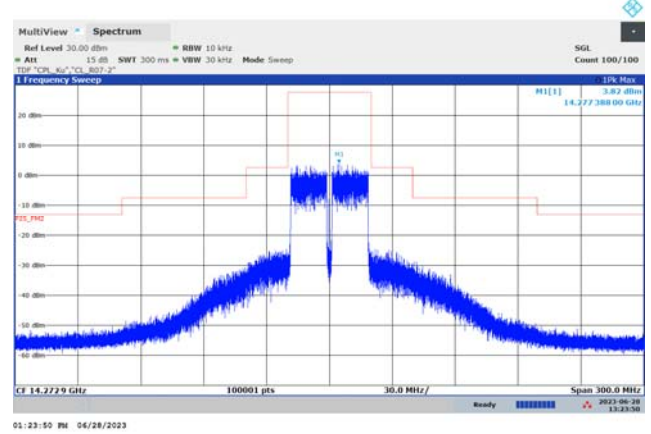 MultiView Spectrum
Ref Level 30.00 dBm RBW 10 kHz SGL
Att 15 dB SWT 300 ms VBW 30 kHz Mode Sweep Count 100/100
TDF "CPL_Ku","CL_R07-2"
1 Frequency Sweep 1Pk Max
M1[1] 3.82 dBm
14.277 388 00 GHz
20 dBm
M1
10 dBm
0 dBm
-10 dBm
P25_FM2
-20 dBm
-30 dBm
-40 dBm
-50 dBm
-60 dBm
CF 14.2729 GHz 100001 pts 30.0 MHz/ Span 300.0 MHz
Ready 2023-06-28
13:23:50
01:23:50 PM 06/28/2023